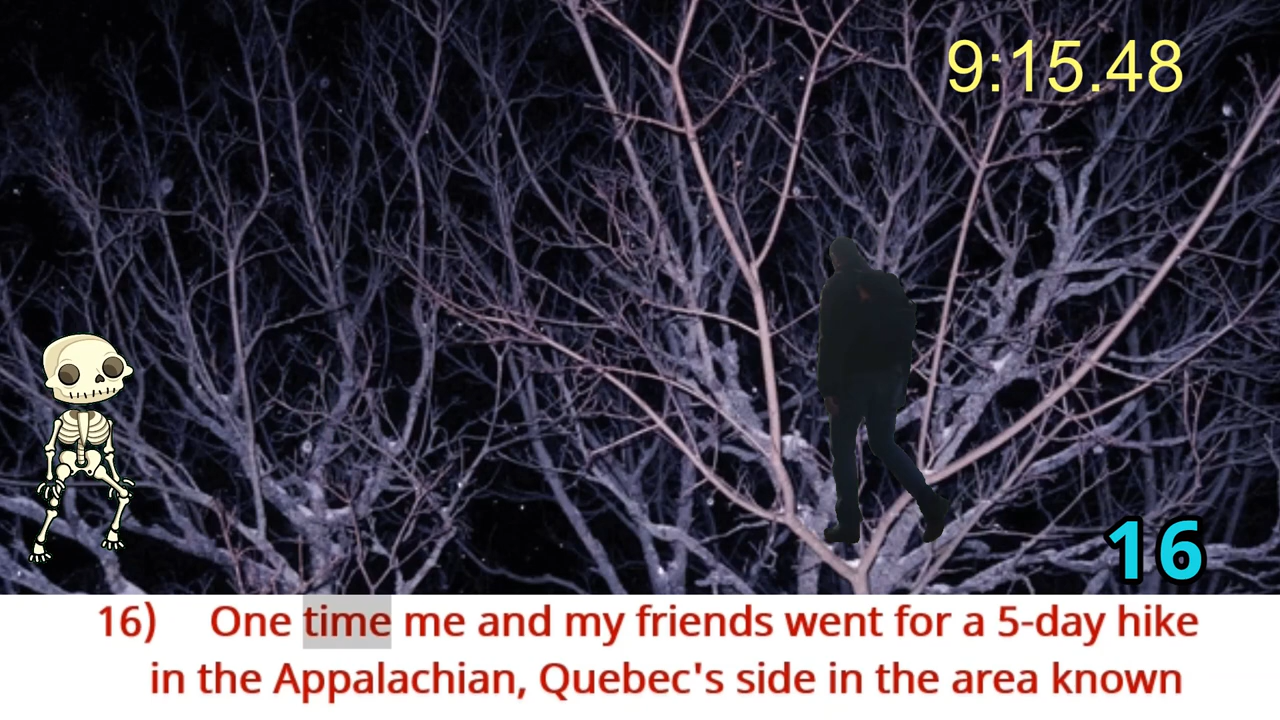 9:15.48
16
16) One time me and my friends went for a 5-day hike
in the Appalachian, Quebec's side in the area known